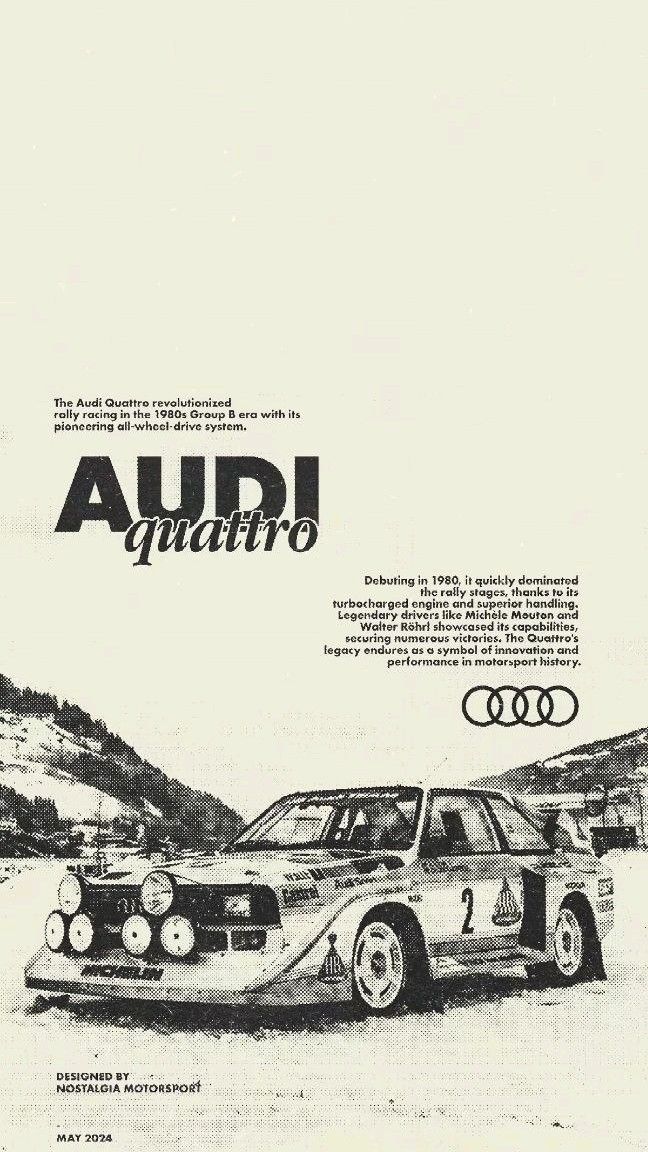 The Audi Quattro revolutionized
rally racing in the 1980s Group B era with its
pioneering all-wheel-drive system.
AUDI
quattro
Debuting in 1980, it quickly dominated
the rally stages, thanks to its
turbocharged engine and superior handling.
Legendary drivers like Michèle Mouton and
Walter Röhrl showcased its capabilities,
securing numerous victories. The Quattro's
legacy endures as a symbol of innovation and
performance in motorsport history.
Castrol
2
MICHELIN
DESIGNED BY
NOSTALGIA MOTORSPORT
MAY 2024